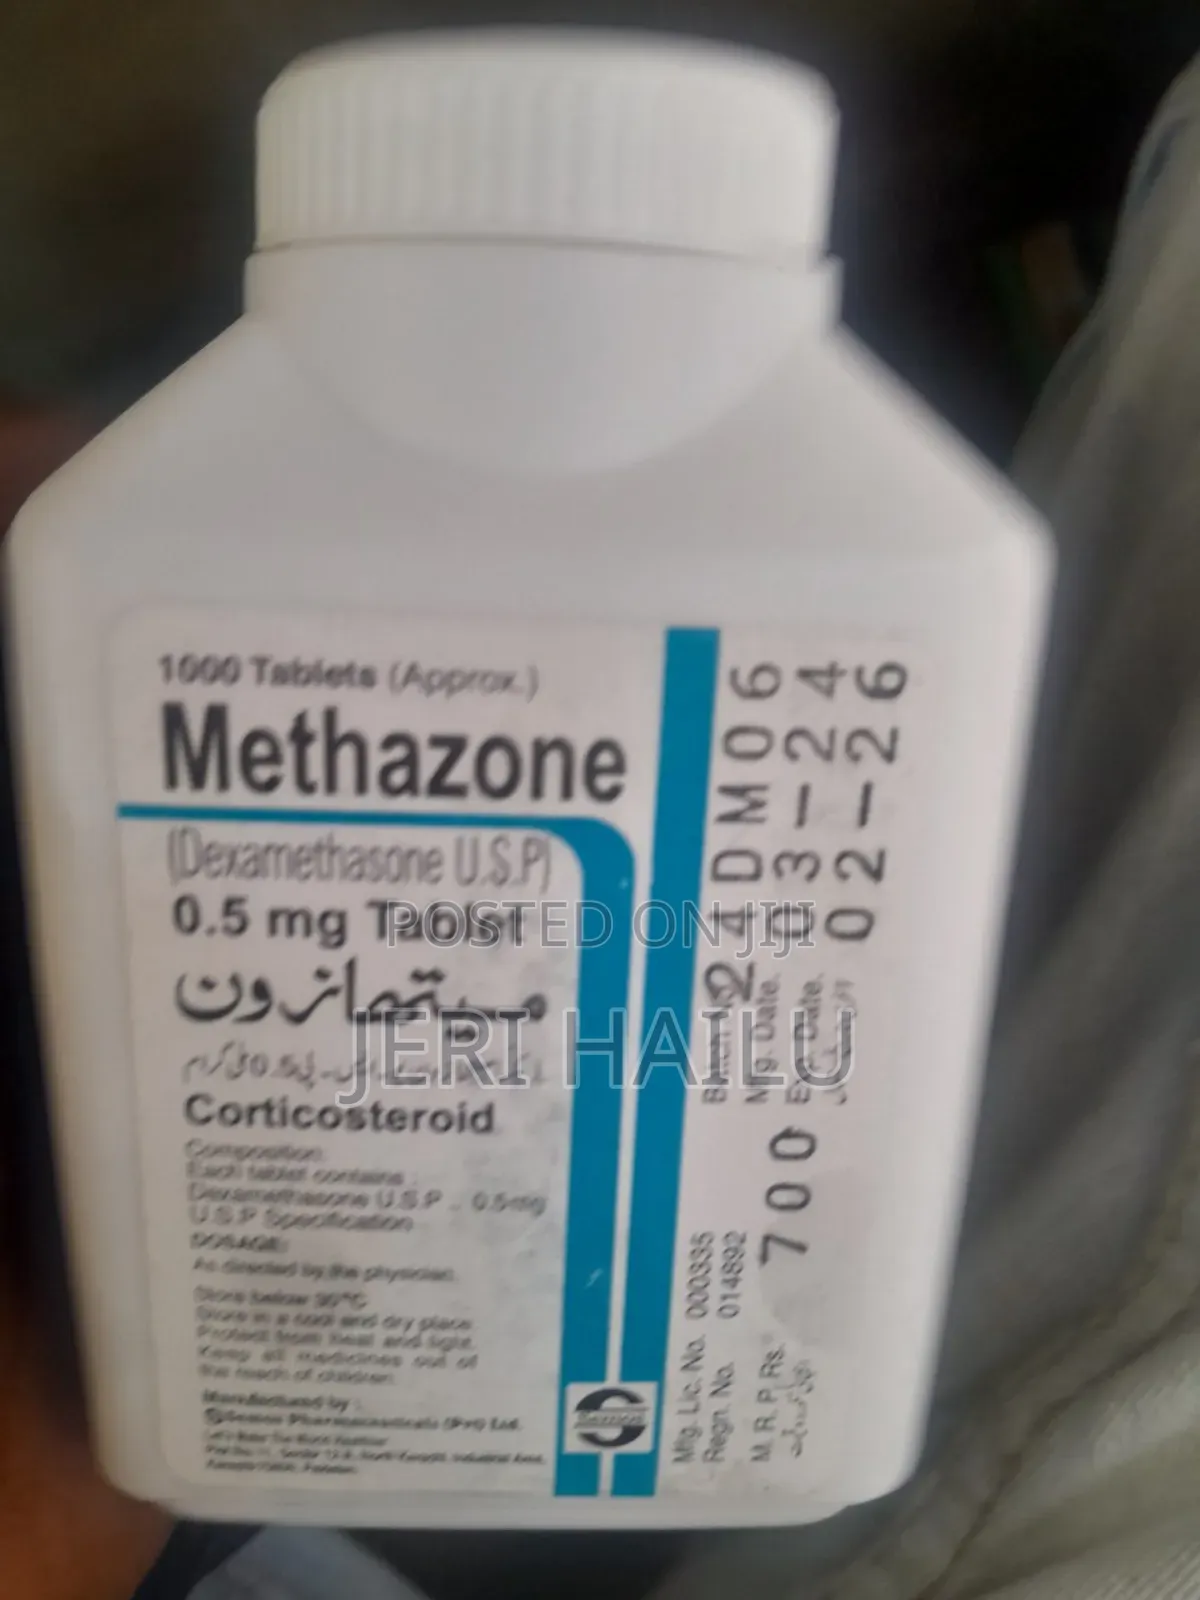 1000 Tablets (Approx.)
Methazone
(Dexamethasone U.S.P)
0.5 mg Tablet
میتھازون
Corticosteroid
Composition:
Each tablet contains :
Dexamethasone U.S.P .. 0.5mg
U.S.P Specification
DOSAGE:
As directed by the physician.
Store below 30°C
Store in a cool and dry place
Protect from heat and light.
Keep all medicines out of
the reach of children.
Manufactured by :
Pharmaceuticals (Pvt) Ltd.
Batch No. 24DM06
Mfg. Date. 03-24
Exp. Date. 02-26
700
Mfg. Lic. No. 000335
Regn. No. 014892
M. R. P. Rs.
POSTED ON JIJI
JERI HAILU